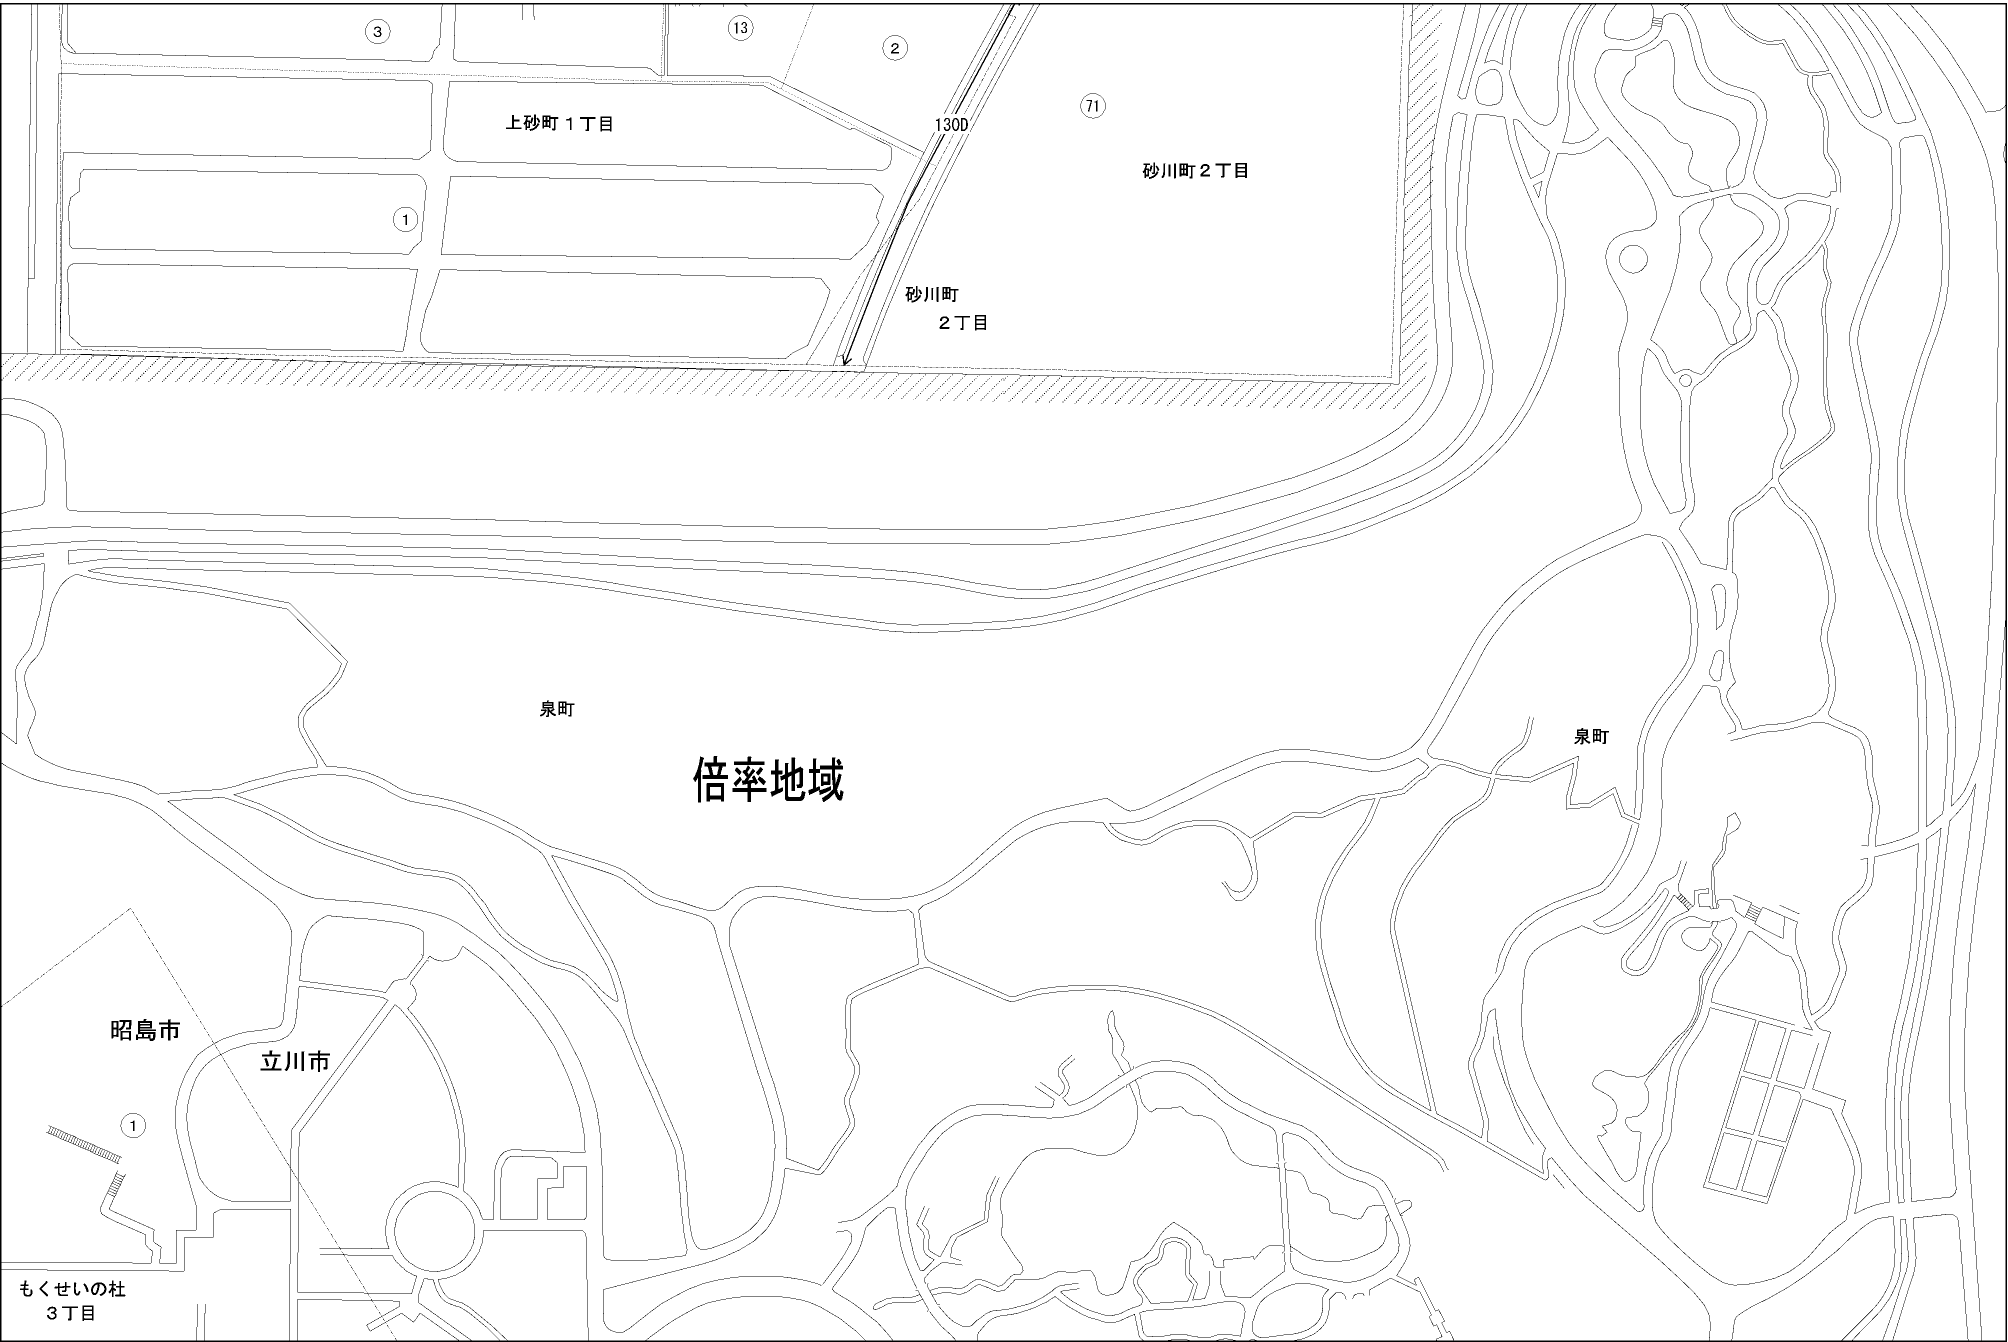 3
13
2
71
130D
上砂町１丁目
砂川町２丁目
1
砂川町
２丁目
泉町
泉町
倍率地域
昭島市
立川市
1
もくせいの杜
３丁目